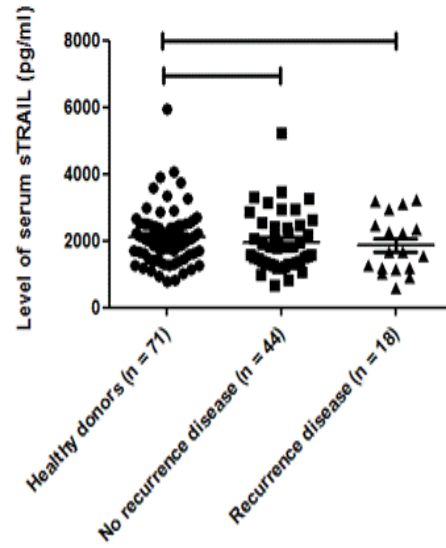 Level of serum sTRAIL (pg/ml)
8000
6000
4000
2000
0
Healthy donors (n = 71)
No recurrence disease (n = 44)
Recurrence disease (n = 18)